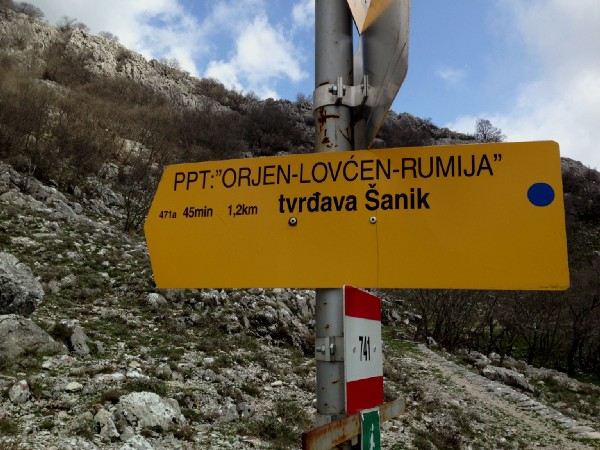 PPT:"ORJEN-LOVĆEN-RUMIJA"
471a 45min 1,2km tvrđava Šanik
741